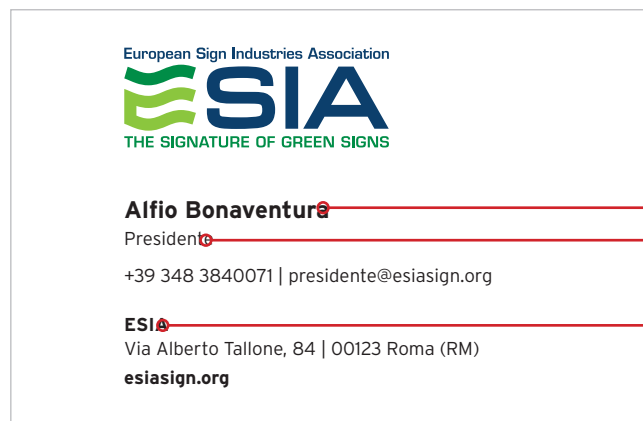 European Sign Industries Association
ESIA
THE SIGNATURE OF GREEN SIGNS
Alfio Bonaventura
Presidente
+39 348 3840071 | presidente@esiasign.org
ESIA
Via Alberto Tallone, 84 | 00123 Roma (RM)
esiasign.org